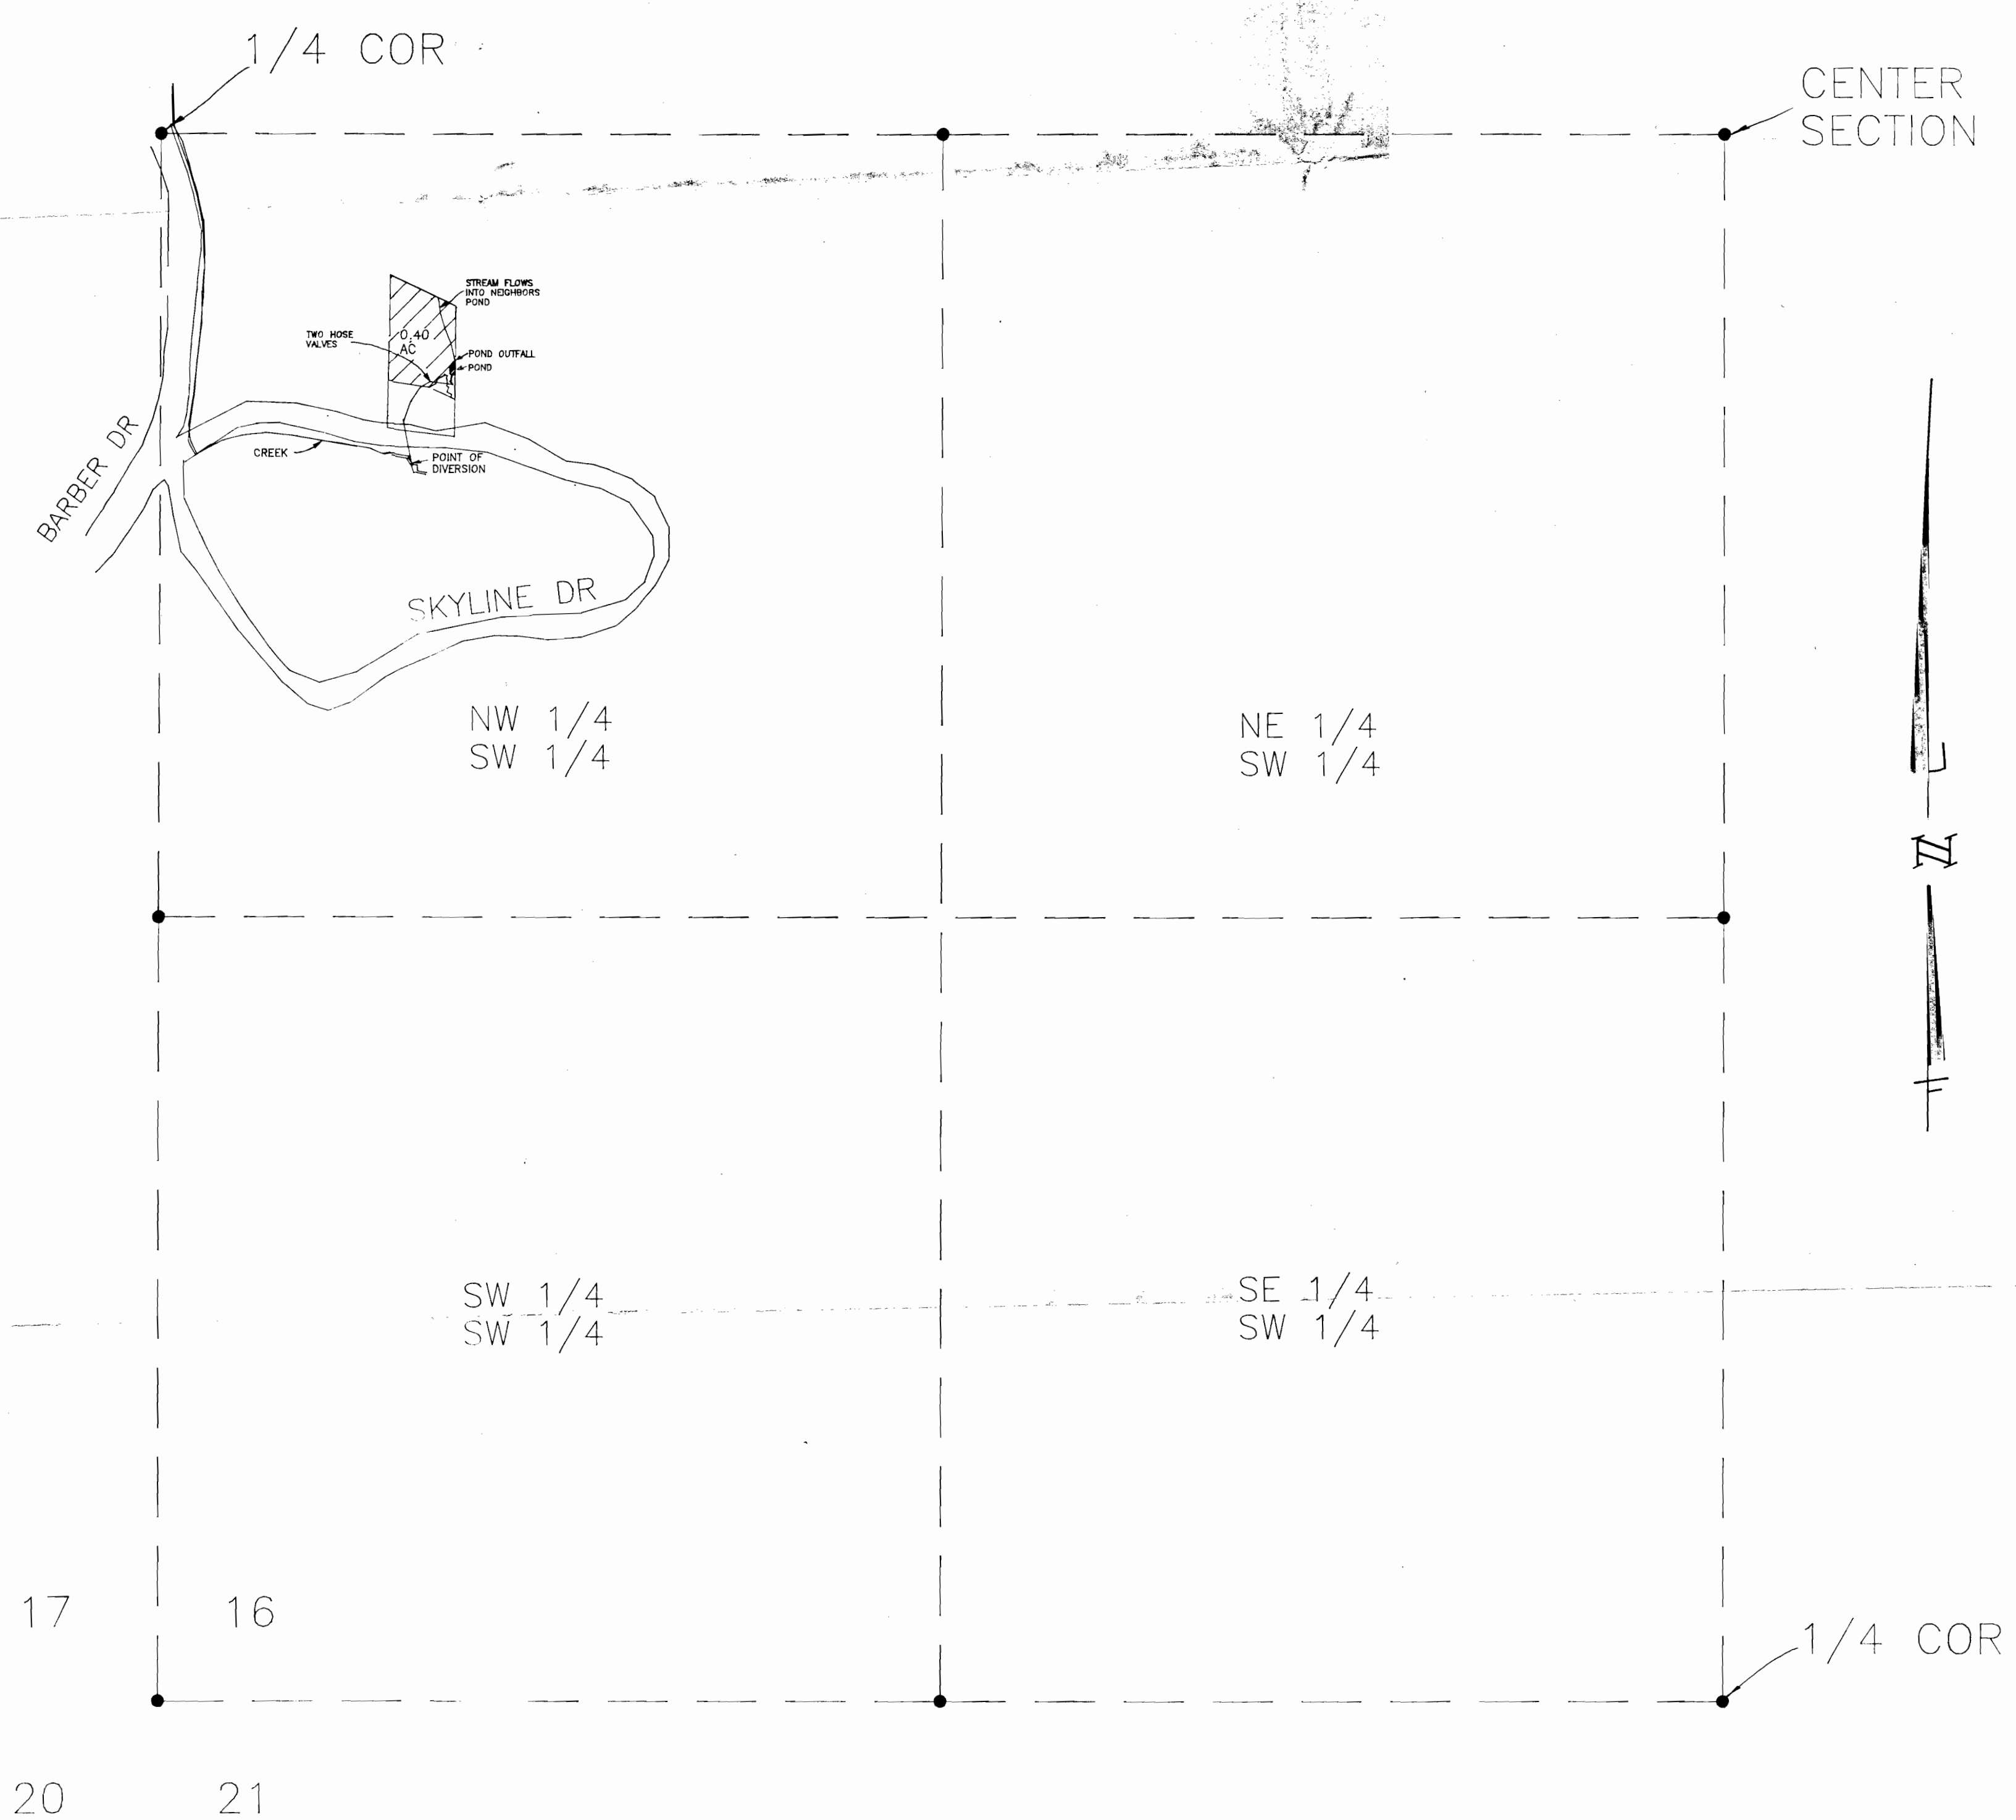 1/4 COR
CENTER
SECTION
STREAM FLOWS
INTO NEIGHBORS
POND
TWO HOSE
VALVES
0.40
AC
POND OUTFALL
POND
BARBER DR
CREEK
POINT OF
DIVERSION
SKYLINE DR
NW 1/4
SW 1/4
NE 1/4
SW 1/4
N
SW 1/4
SW 1/4
SE 1/4
SW 1/4
17
16
1/4 COR
20
21